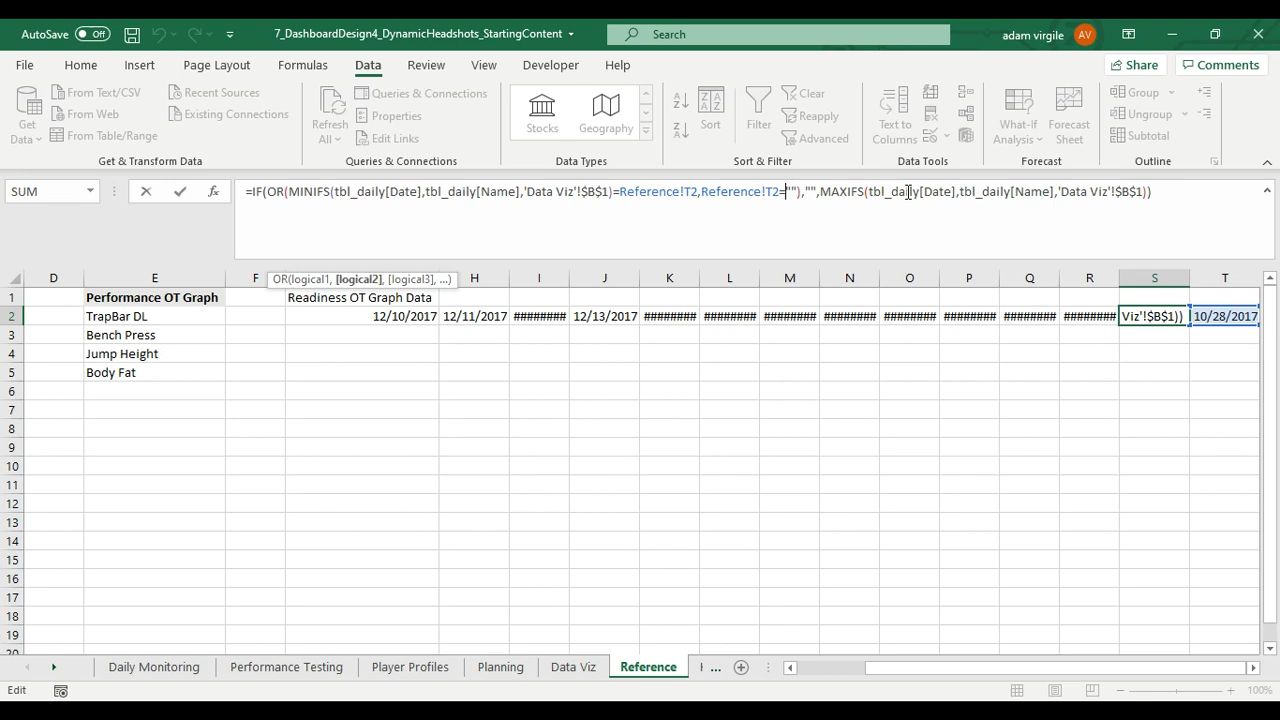 AutoSave Off 7_DashboardDesign4_DynamicHeadshots_StartingContent Search adam virgile AV
File Home Insert Page Layout Formulas Data Review View Developer Help Share Comments
Get Data From Text/CSV From Web From Table/Range Recent Sources Existing Connections
Refresh All Queries & Connections Properties Edit Links
Stocks Geography
Sort Filter Clear Reapply Advanced
Text to Columns What-If Analysis Forecast Sheet Group Ungroup Subtotal
Get & Transform Data Queries & Connections Data Types Sort & Filter Data Tools Forecast Outline
SUM =IF(OR(MINIFS(tbl_daily[Date],tbl_daily[Name],'Data Viz'!$B$1)=Reference!T2,Reference!T2=""),"",MAXIFS(tbl_daily[Date],tbl_daily[Name],'Data Viz'!$B$1))
OR(logical1, [logical2], [logical3], ...)
D E F H I J K L M N O P Q R S T
1 Performance OT Graph Readiness OT Graph Data
2 TrapBar DL 12/10/2017 12/11/2017 ######## 12/13/2017 ######## ######## ######## ######## ######## ######## ######## ######## Viz'!$B$1)) 10/28/2017
3 Bench Press
4 Jump Height
5 Body Fat
6
7
8
9
10
11
12
13
14
15
16
17
18
19
20
Daily Monitoring Performance Testing Player Profiles Planning Data Viz Reference ...
Edit 100%